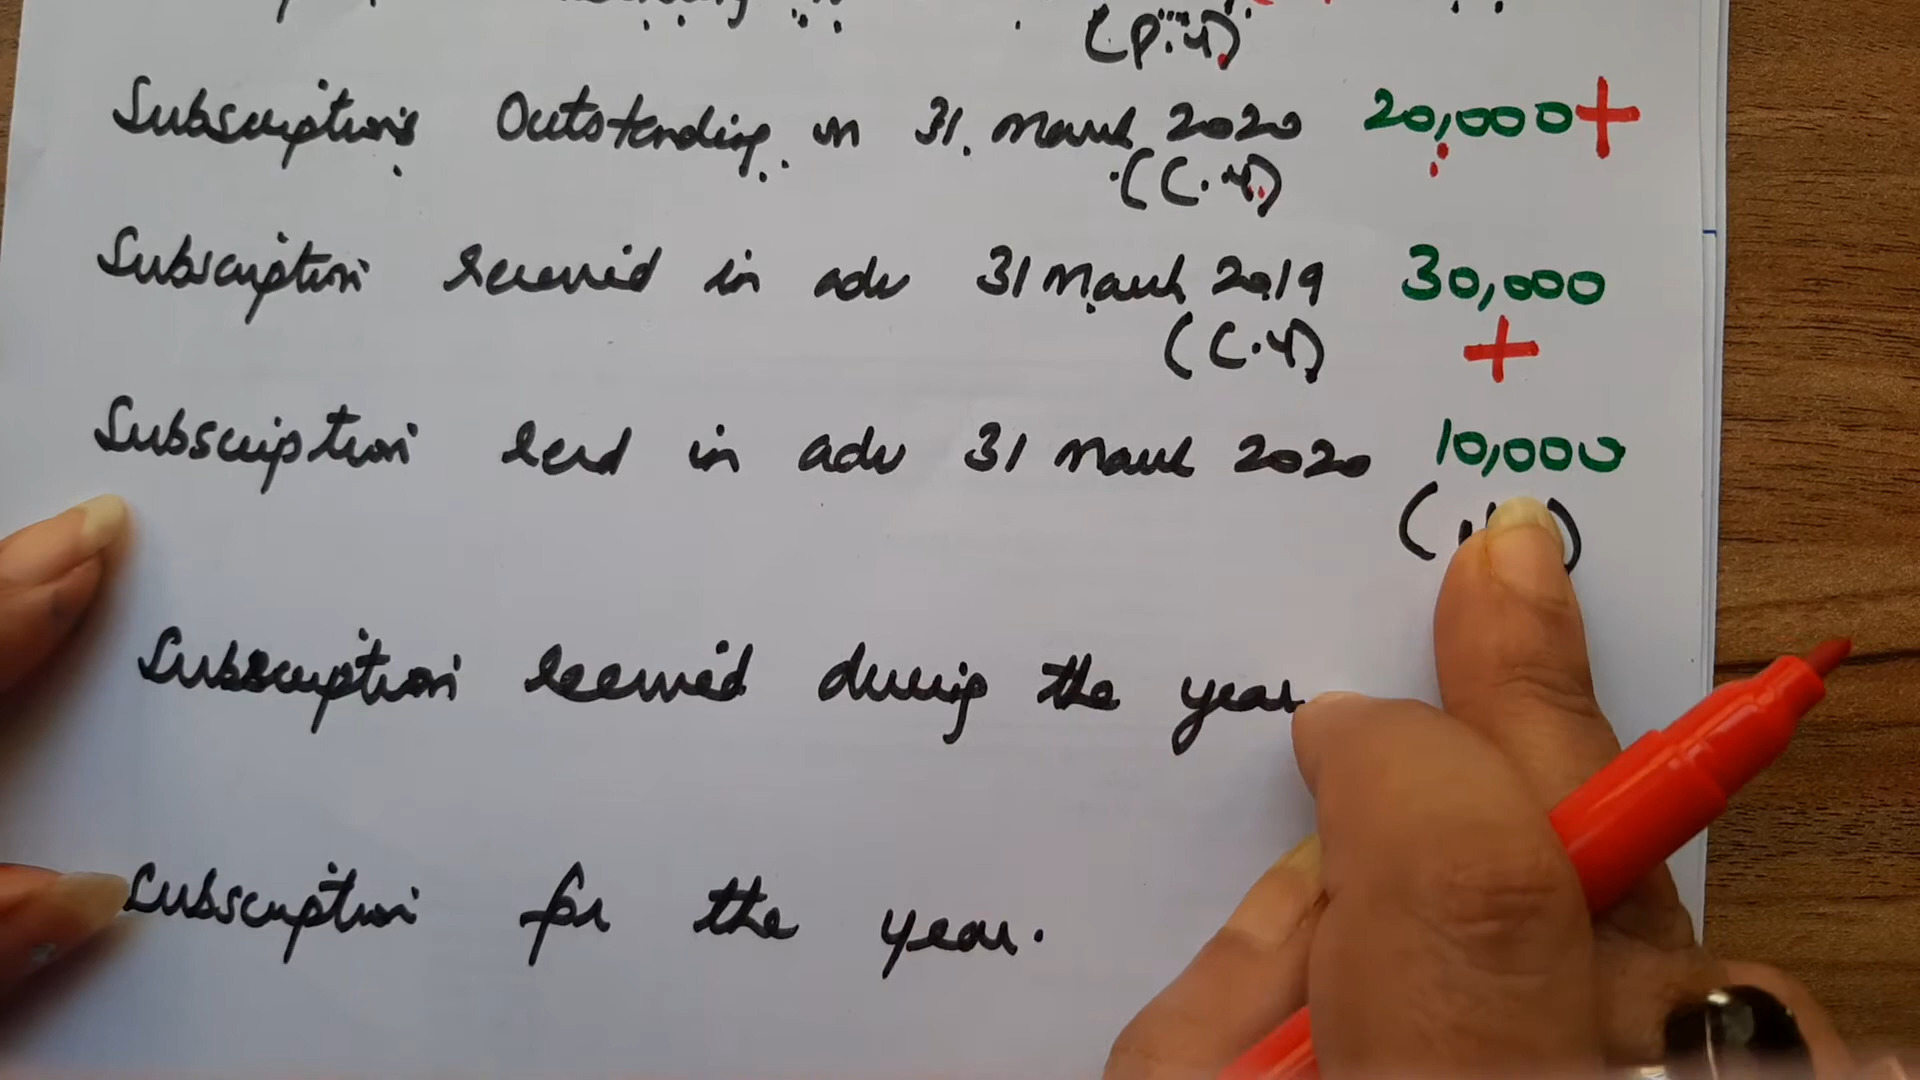 (P.Y)
Subscriptions Outstanding on 31 March 2020 20,000 +
(C.Y)
Subscription received in adv 31 March 2019 30,000
(C.Y) +
Subscription recd in adv 31 March 2020 10,000
Subscription received during the year
Subscription for the year.